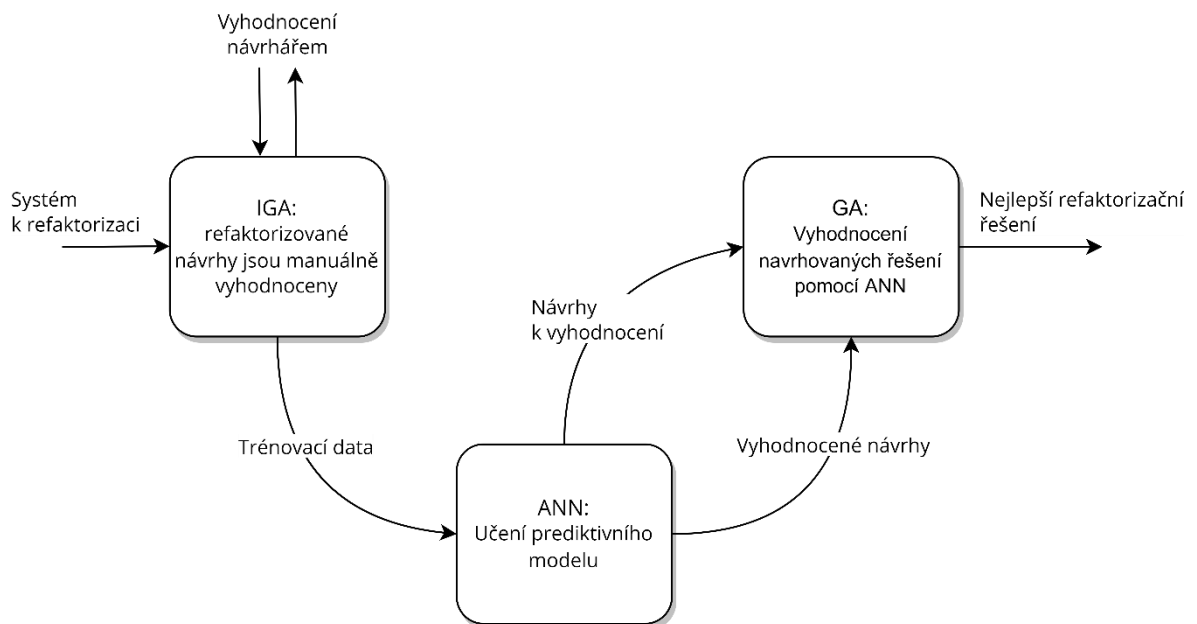 Vyhodnocení
návrhářem
Systém
k refaktorizaci
IGA:
refaktorizované
návrhy jsou manuálně
vyhodnoceny
GA:
Vyhodnocení
navrhovaných řešení
pomocí ANN
Nejlepší refaktorizační
řešení
Návrhy
k vyhodnocení
Trénovací data
Vyhodnocené návrhy
ANN:
Učení prediktivního
modelu